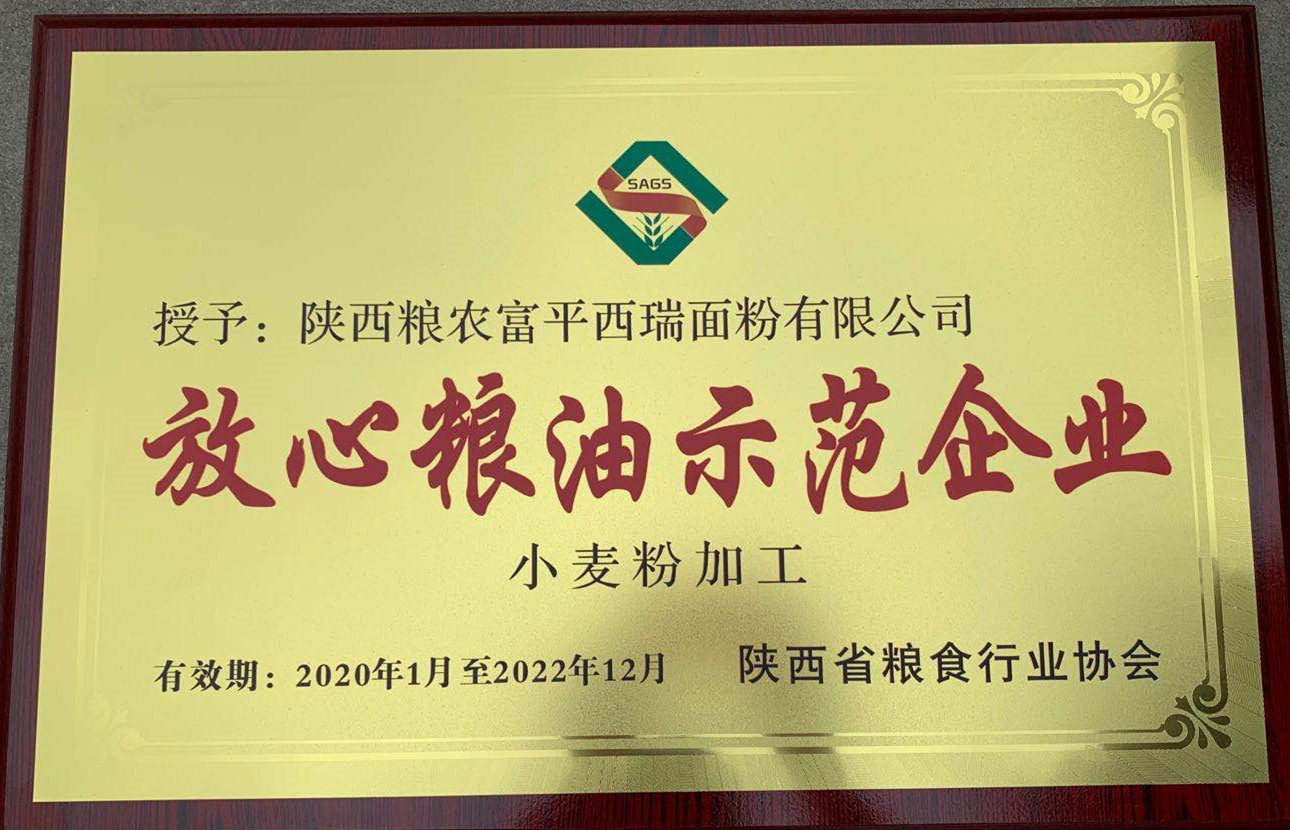 SAGS
授予：陕西粮农富平西瑞面粉有限公司
放心粮油示范企业
小麦粉加工
有效期：2020年1月至2022年12月
陕西省粮食行业协会